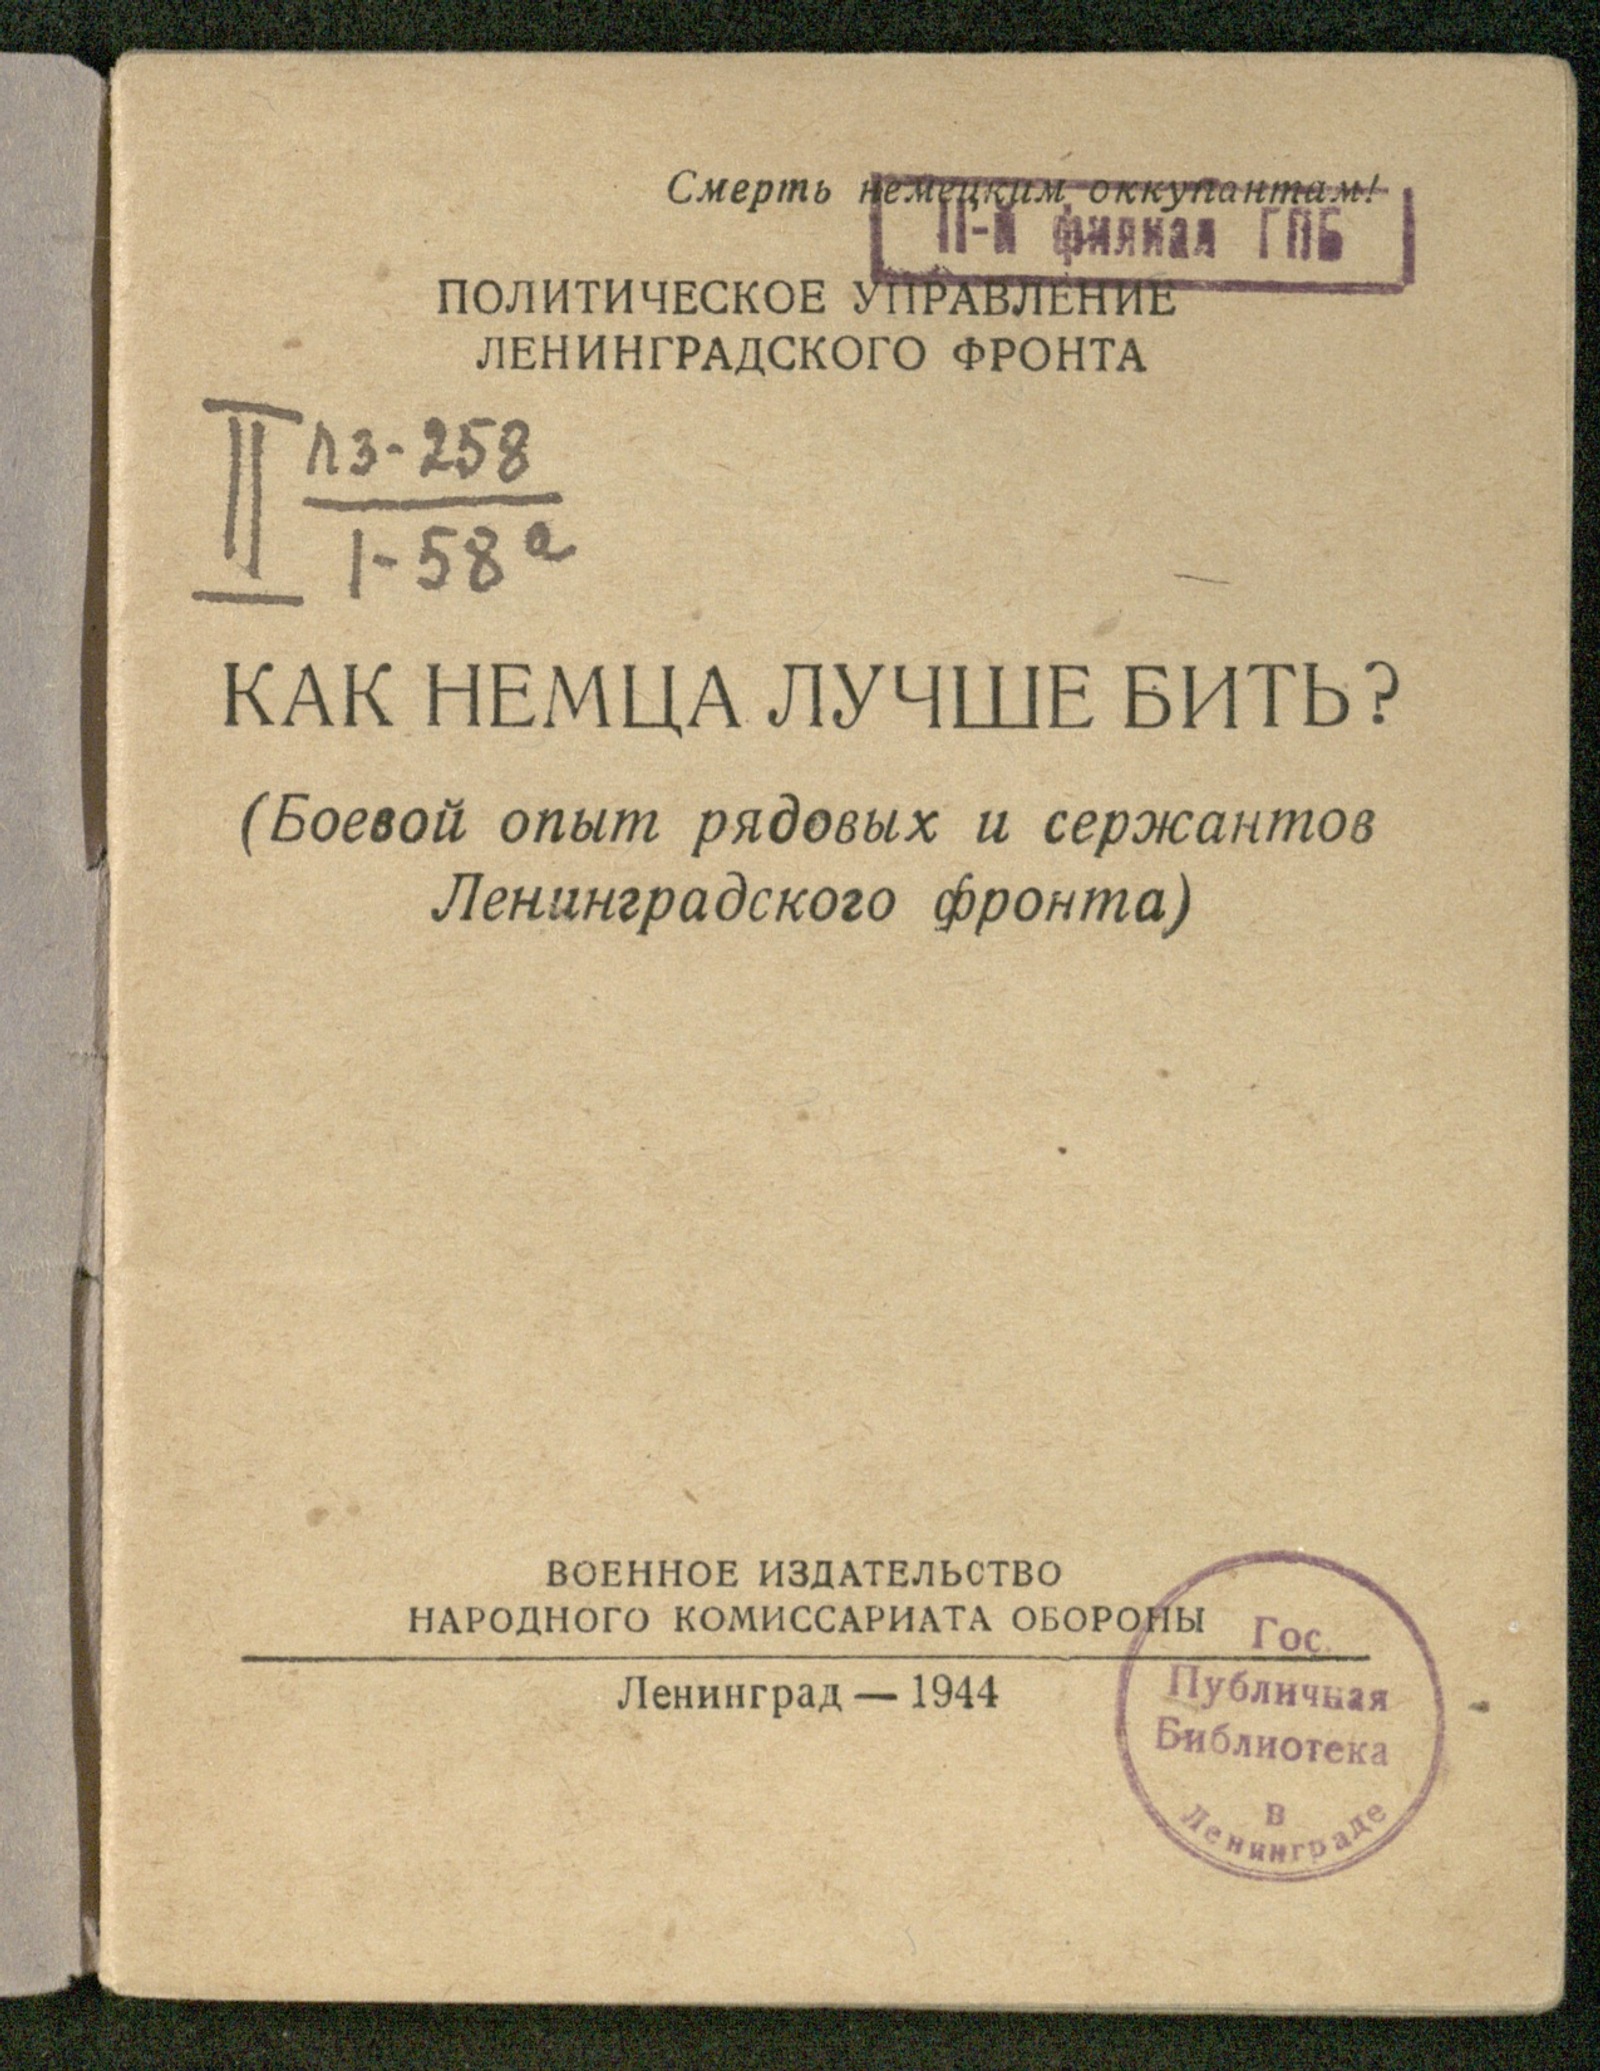 Смерть немецким оккупантам!
II-й филиал ГПБ
ПОЛИТИЧЕСКОЕ УПРАВЛЕНИЕ
ЛЕНИНГРАДСКОГО ФРОНТА
II
лз-258
1-58а
КАК НЕМЦА ЛУЧШЕ БИТЬ?
(Боевой опыт рядовых и сержантов
Ленинградского фронта)
ВОЕННОЕ ИЗДАТЕЛЬСТВО
НАРОДНОГО КОМИССАРИАТА ОБОРОНЫ
Ленинград — 1944
Гос.
Публичная
Библиотека
В
Ленинграде